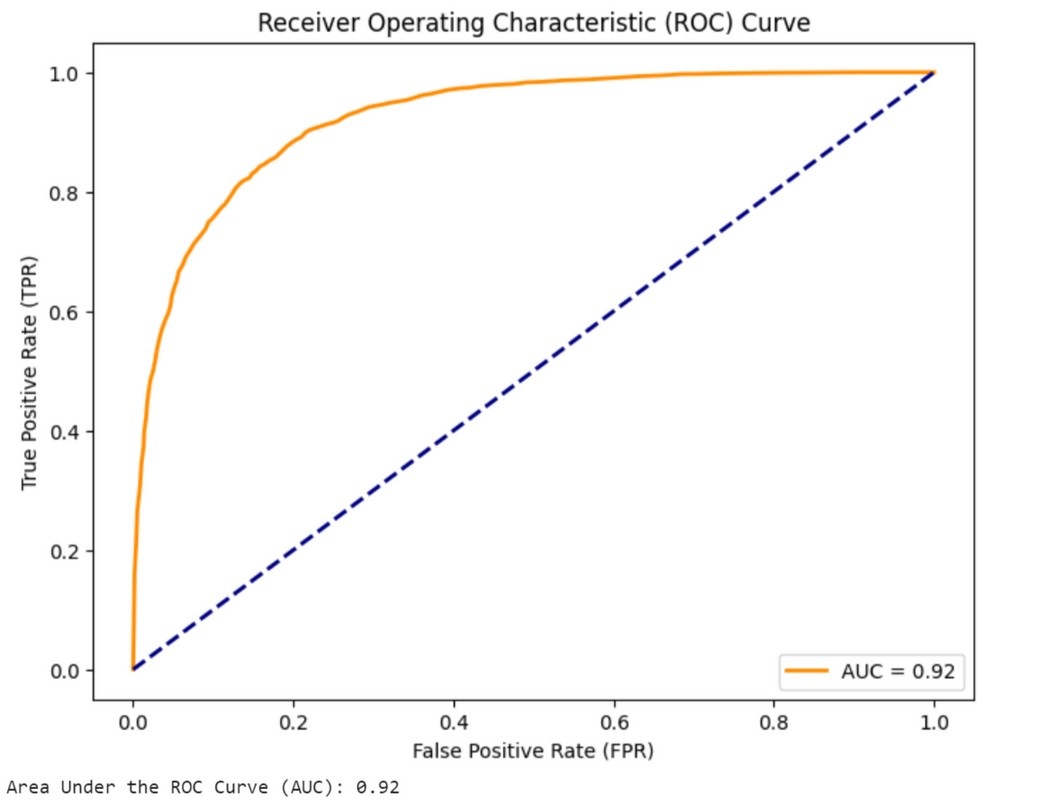 Receiver Operating Characteristic (ROC) Curve
True Positive Rate (TPR)
1.0
0.8
0.6
0.4
0.2
0.0
AUC = 0.92
0.0 0.2 0.4 0.6 0.8 1.0
False Positive Rate (FPR)
Area Under the ROC Curve (AUC): 0.92